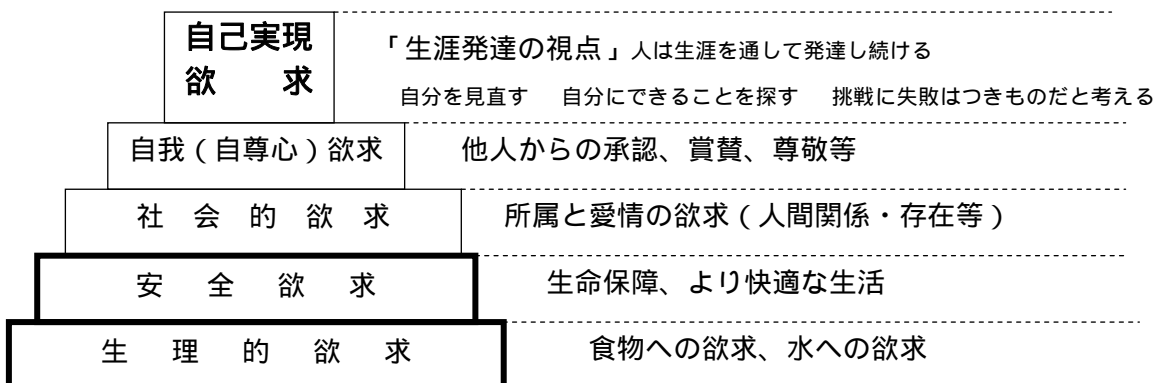 自己実現
欲　　求
「生涯発達の視点」人は生涯を通して発達し続ける
自分を見直す　自分にできることを探す　挑戦に失敗はつきものだと考える
自我（自尊心）欲求　他人からの承認、賞賛、尊敬等
社　会　的　欲　求　所属と愛情の欲求（人間関係・存在等）
安　全　欲　求　生命保障、より快適な生活
生　理　的　欲　求　食物への欲求、水への欲求